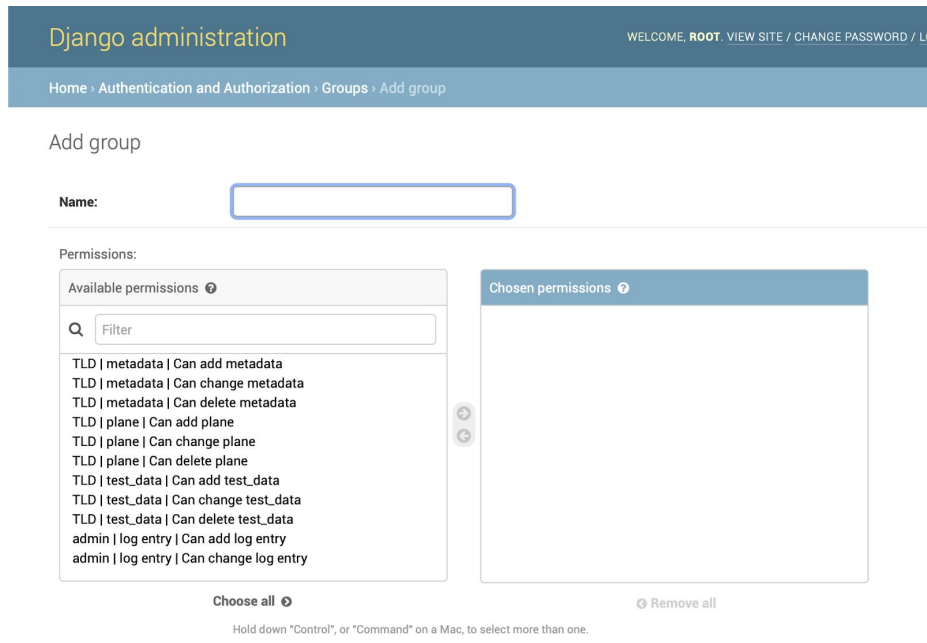 Django administration
WELCOME, ROOT. VIEW SITE / CHANGE PASSWORD /
Home › Authentication and Authorization › Groups › Add group
Add group
Name:
Permissions:
Available permissions
Chosen permissions
Filter
TLD | metadata | Can add metadata
TLD | metadata | Can change metadata
TLD | metadata | Can delete metadata
TLD | plane | Can add plane
TLD | plane | Can change plane
TLD | plane | Can delete plane
TLD | test_data | Can add test_data
TLD | test_data | Can change test_data
TLD | test_data | Can delete test_data
admin | log entry | Can add log entry
admin | log entry | Can change log entry
Choose all
Remove all
Hold down "Control", or "Command" on a Mac, to select more than one.